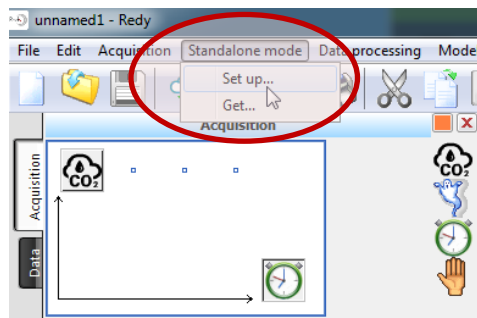 unnamed1 - Redy
File Edit Acquisition Standalone mode Data processing Mode
Set up...
Get...
Acquisition
CO2
CO2
Acquisition
Data